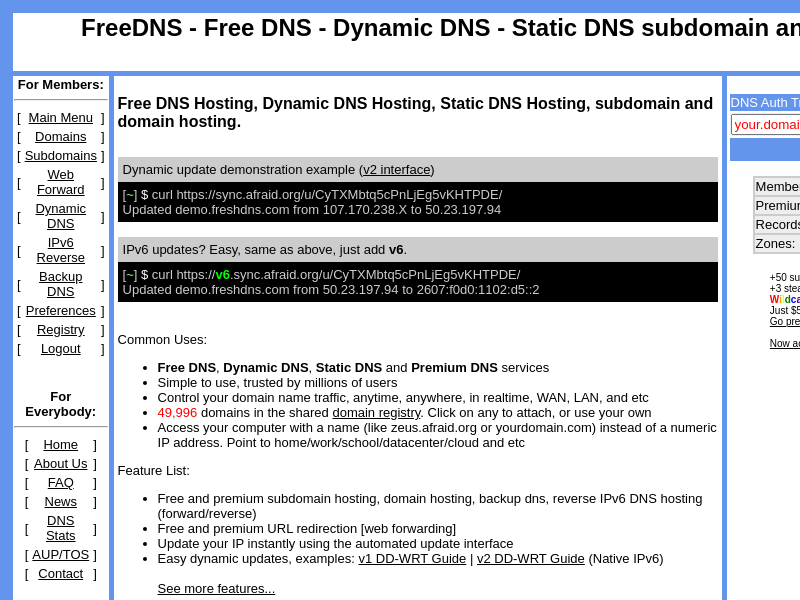 FreeDNS - Free DNS - Dynamic DNS - Static DNS subdomain an
For Members:
[ Main Menu ]
[ Domains ]
[ Subdomains ]
[ Web Forward ]
[ Dynamic DNS ]
[ IPv6 Reverse ]
[ Backup DNS ]
[ Preferences ]
[ Registry ]
[ Logout ]
For
Everybody:
[ Home ]
[ About Us ]
[ FAQ ]
[ News ]
[ DNS Stats ]
[ AUP/TOS ]
[ Contact ]
Free DNS Hosting, Dynamic DNS Hosting, Static DNS Hosting, subdomain and
domain hosting.
Dynamic update demonstration example (v2 interface)
[~] $ curl https://sync.afraid.org/u/CyTXMbtq5cPnLjEg5vKHTPDE/
Updated demo.freshdns.com from 107.170.238.X to 50.23.197.94
IPv6 updates? Easy, same as above, just add v6.
[~] $ curl https://v6.sync.afraid.org/u/CyTXMbtq5cPnLjEg5vKHTPDE/
Updated demo.freshdns.com from 50.23.197.94 to 2607:f0d0:1102:d5::2
Common Uses:
• Free DNS, Dynamic DNS, Static DNS and Premium DNS services
• Simple to use, trusted by millions of users
• Control your domain name traffic, anytime, anywhere, in realtime, WAN, LAN, and etc
• 49,996 domains in the shared domain registry. Click on any to attach, or use your own
• Access your computer with a name (like zeus.afraid.org or yourdomain.com) instead of a numeric
IP address. Point to home/work/school/datacenter/cloud and etc
Feature List:
• Free and premium subdomain hosting, domain hosting, backup dns, reverse IPv6 DNS hosting
(forward/reverse)
• Free and premium URL redirection [web forwarding]
• Update your IP instantly using the automated update interface
• Easy dynamic updates, examples: v1 DD-WRT Guide | v2 DD-WRT Guide (Native IPv6)
See more features...
DNS Auth T
your.domai
Member
Premiun
Records
Zones:
+50 su
+3 stea
Wildca
Just $5
Go pre
Now ac